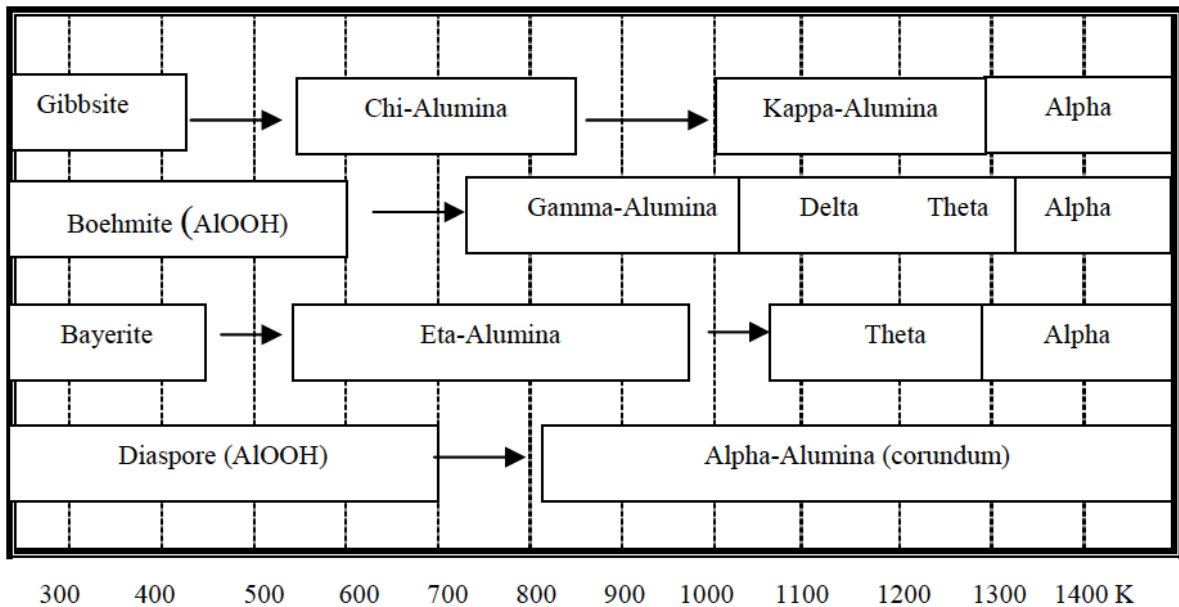 Gibbsite Chi-Alumina Kappa-Alumina Alpha
Boehmite (AlOOH) Gamma-Alumina Delta Theta Alpha
Bayerite Eta-Alumina Theta Alpha
Diaspore (AlOOH) Alpha-Alumina (corundum)
300 400 500 600 700 800 900 1000 1100 1200 1300 1400 K